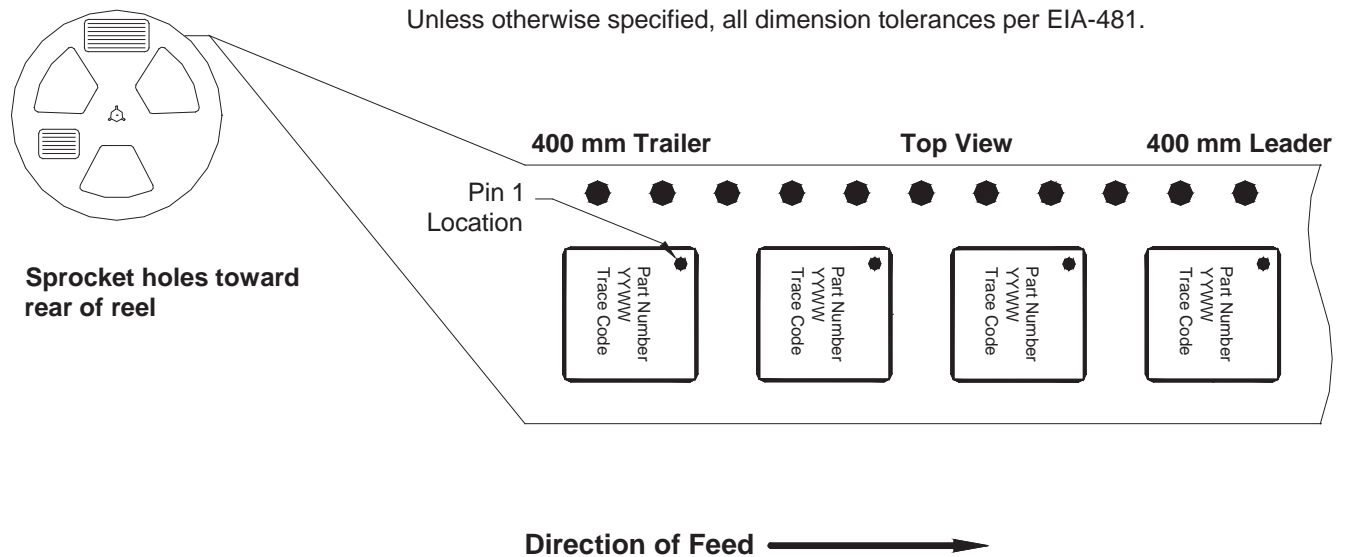 Unless otherwise specified, all dimension tolerances per EIA-481.
400 mm Trailer
Top View
400 mm Leader
Pin 1
Location
Sprocket holes toward
rear of reel
Part Number
YYWW
Trace Code
Part Number
YYWW
Trace Code
Part Number
YYWW
Trace Code
Part Number
YYWW
Trace Code
Direction of Feed